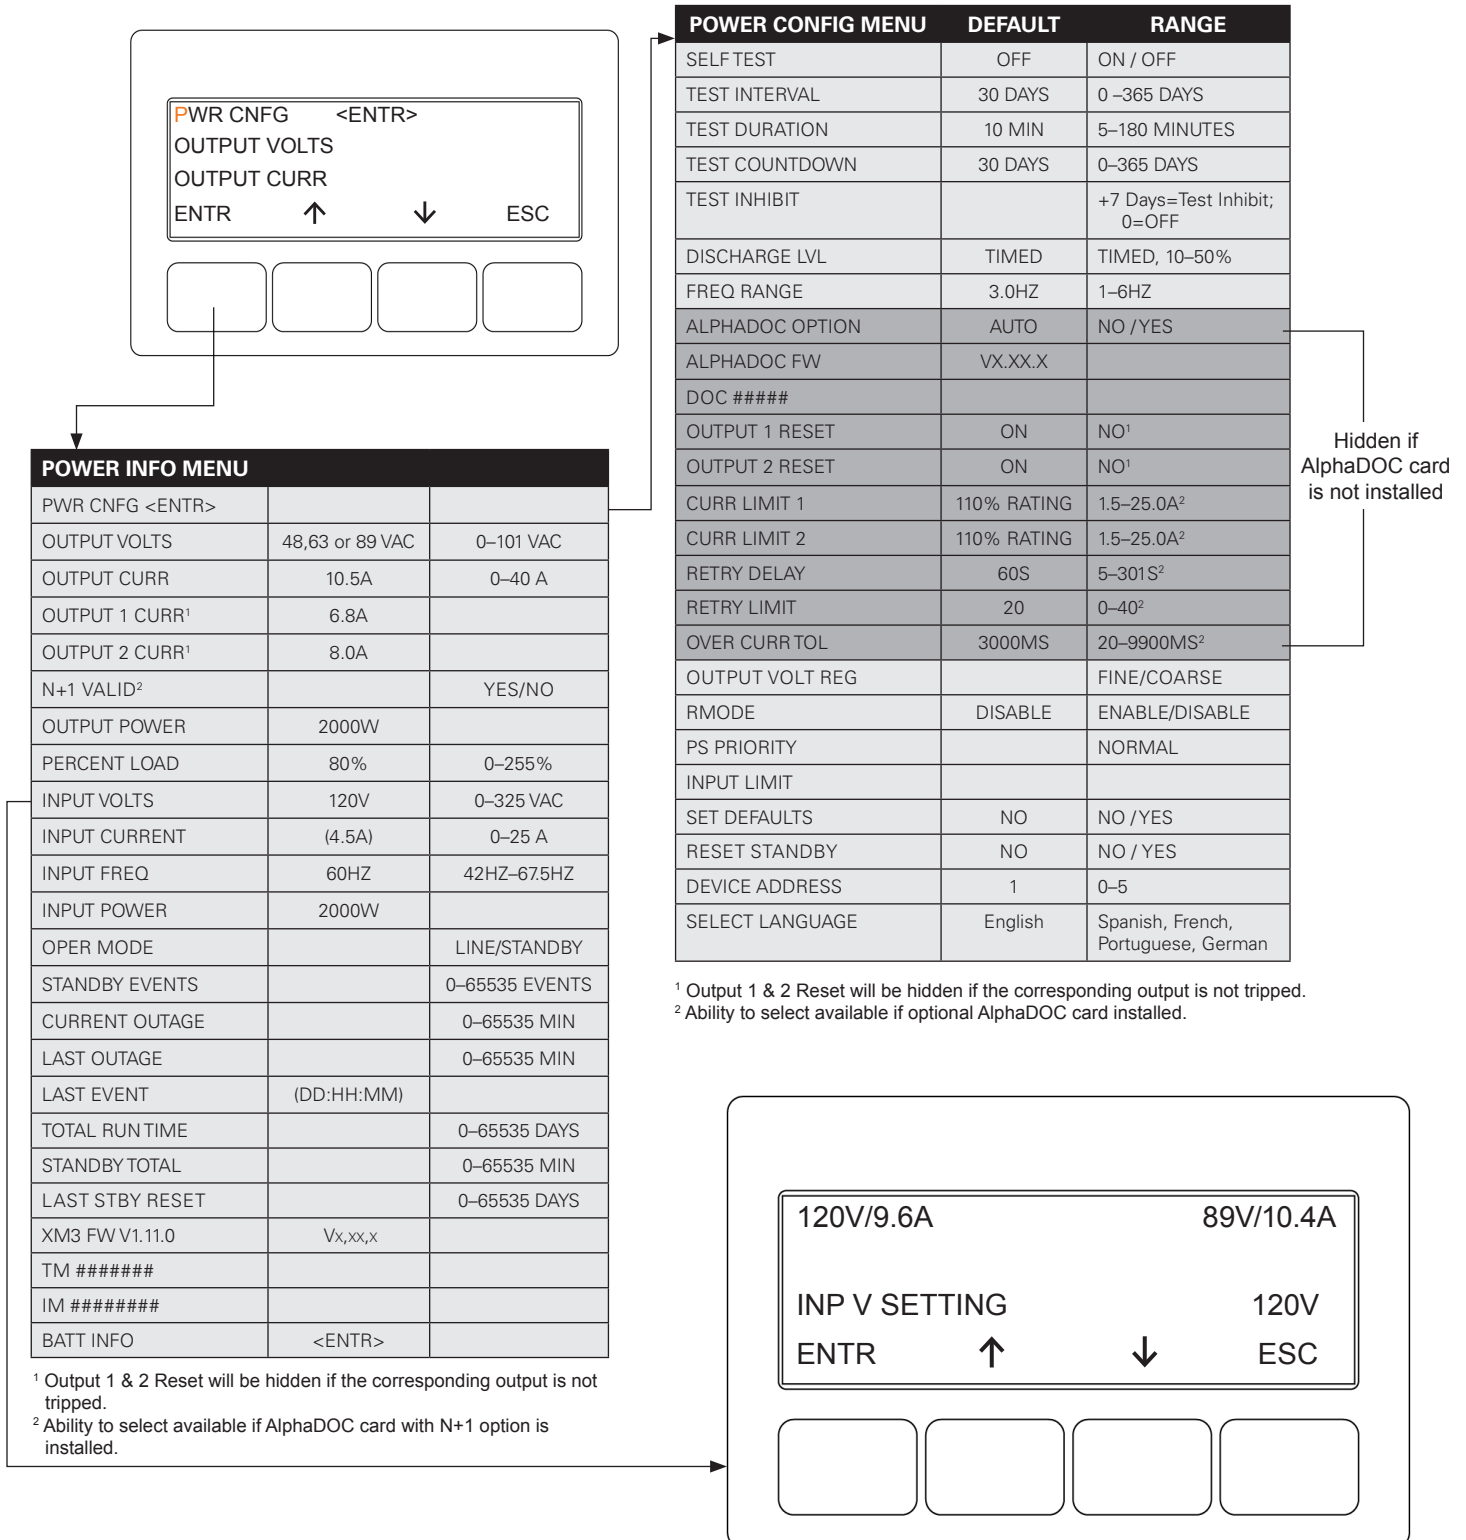 PWR CNFG <ENTR>
OUTPUT VOLTS
OUTPUT CURR
ENTR ↑ ↓ ESC
POWER INFO MENU
PWR CNFG <ENTR>
OUTPUT VOLTS 48,63 or 89 VAC 0–101 VAC
OUTPUT CURR 10.5A 0–40 A
OUTPUT 1 CURR¹ 6.8A
OUTPUT 2 CURR¹ 8.0A
N+1 VALID² YES/NO
OUTPUT POWER 2000W
PERCENT LOAD 80% 0–255%
INPUT VOLTS 120V 0–325 VAC
INPUT CURRENT (4.5A) 0–25 A
INPUT FREQ 60HZ 42HZ–67.5HZ
INPUT POWER 2000W
OPER MODE LINE/STANDBY
STANDBY EVENTS 0–65535 EVENTS
CURRENT OUTAGE 0–65535 MIN
LAST OUTAGE 0–65535 MIN
LAST EVENT (DD:HH:MM)
TOTAL RUN TIME 0–65535 DAYS
STANDBY TOTAL 0–65535 MIN
LAST STBY RESET 0–65535 DAYS
XM3 FW V1.11.0 Vx,xx,x
TM #######
IM ########
BATT INFO <ENTR>
¹ Output 1 & 2 Reset will be hidden if the corresponding output is not
tripped.
² Ability to select available if AlphaDOC card with N+1 option is
installed.
POWER CONFIG MENU DEFAULT RANGE
SELF TEST OFF ON / OFF
TEST INTERVAL 30 DAYS 0 –365 DAYS
TEST DURATION 10 MIN 5–180 MINUTES
TEST COUNTDOWN 30 DAYS 0–365 DAYS
TEST INHIBIT +7 Days=Test Inhibit;
0=OFF
DISCHARGE LVL TIMED TIMED, 10–50%
FREQ RANGE 3.0HZ 1–6HZ
ALPHADOC OPTION AUTO NO / YES
ALPHADOC FW VX.XX.X
DOC #####
OUTPUT 1 RESET ON NO¹
OUTPUT 2 RESET ON NO¹
CURR LIMIT 1 110% RATING 1.5–25.0A²
CURR LIMIT 2 110% RATING 1.5–25.0A²
RETRY DELAY 60S 5–301S²
RETRY LIMIT 20 0–40²
OVER CURR TOL 3000MS 20–9900MS²
OUTPUT VOLT REG FINE/COARSE
RMODE DISABLE ENABLE/DISABLE
PS PRIORITY NORMAL
INPUT LIMIT
SET DEFAULTS NO NO / YES
RESET STANDBY NO NO / YES
DEVICE ADDRESS 1 0–5
SELECT LANGUAGE English Spanish, French,
Portuguese, German
Hidden if
AlphaDOC card
is not installed
¹ Output 1 & 2 Reset will be hidden if the corresponding output is not tripped.
² Ability to select available if optional AlphaDOC card installed.
120V/9.6A 89V/10.4A
INP V SETTING 120V
ENTR ↑ ↓ ESC